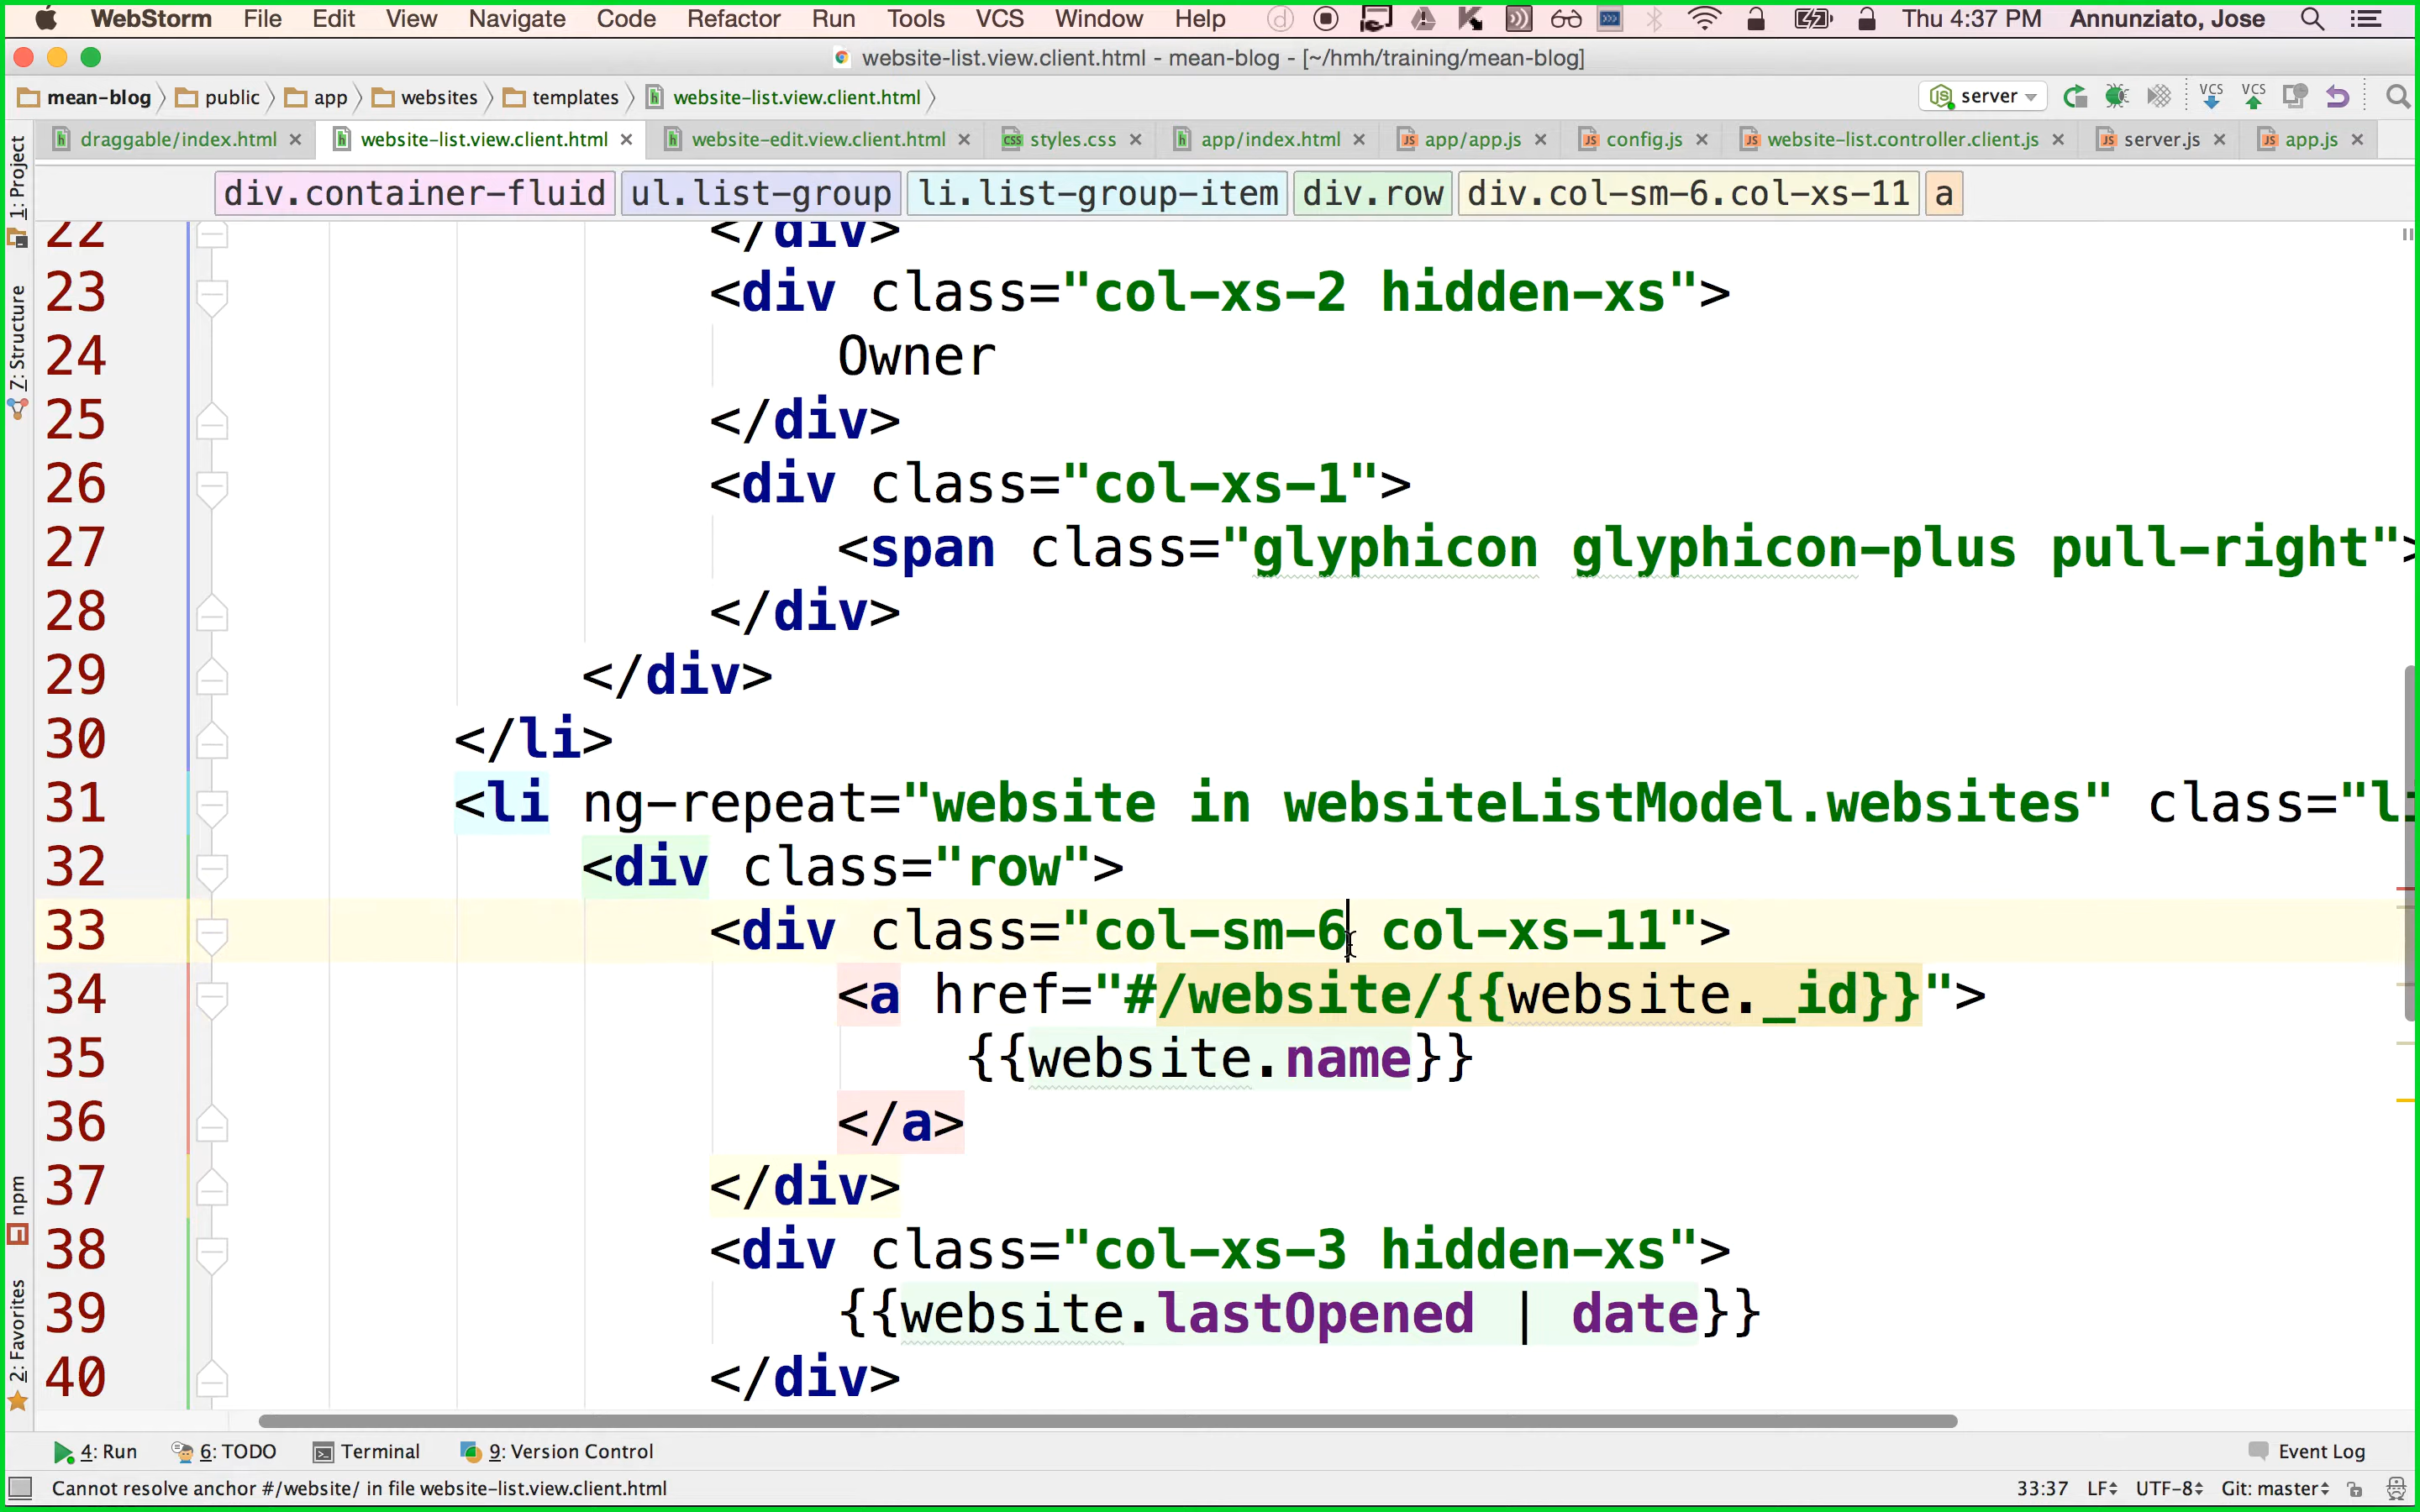 WebStorm File Edit View Navigate Code Refactor Run Tools VCS Window Help Thu 4:37 PM Annunziato, Jose
website-list.view.client.html - mean-blog - [~/hmh/training/mean-blog]
mean-blog public app websites templates website-list.view.client.html server VCS VCS
draggable/index.html website-list.view.client.html website-edit.view.client.html styles.css app/index.html app/app.js config.js website-list.controller.client.js server.js app.js
div.container-fluid ul.list-group li.list-group-item div.row div.col-sm-6.col-xs-11 a
1: Project
7: Structure
npm
2: Favorites
22 </div>
23 <div class="col-xs-2 hidden-xs">
24 Owner
25 </div>
26 <div class="col-xs-1">
27 <span class="glyphicon glyphicon-plus pull-right">
28 </div>
29 </div>
30 </li>
31 <li ng-repeat="website in websiteListModel.websites" class="li
32 <div class="row">
33 <div class="col-sm-6 col-xs-11">
34 <a href="#/website/{{website._id}}">
35 {{website.name}}
36 </a>
37 </div>
38 <div class="col-xs-3 hidden-xs">
39 {{website.lastOpened | date}}
40 </div>
4: Run 6: TODO Terminal 9: Version Control Event Log
Cannot resolve anchor #/website/ in file website-list.view.client.html 33:37 LF UTF-8 Git: master